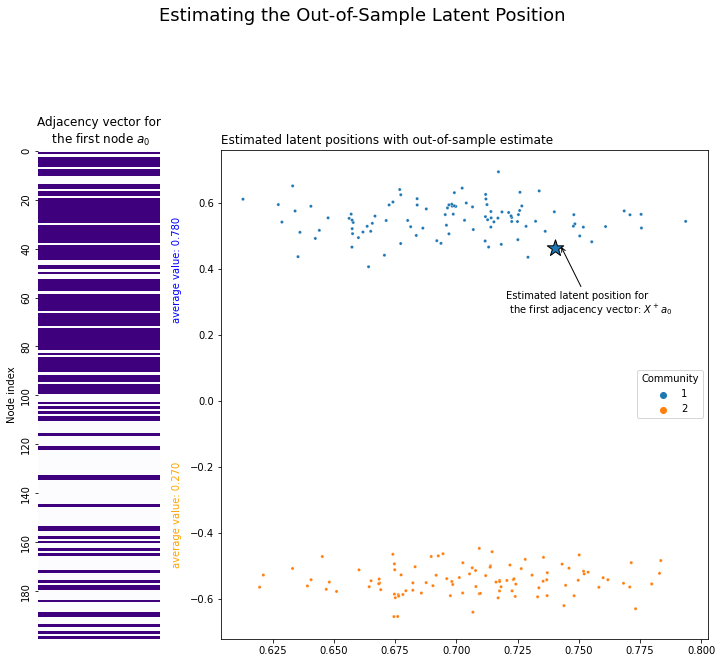 Estimating the Out-of-Sample Latent Position
Adjacency vector for
the first node a₀
Estimated latent positions with out-of-sample estimate
Node index
0
20
40
60
80
100
120
140
160
180
average value: 0.780
average value: 0.270
0.6
0.4
0.2
0.0
−0.2
−0.4
−0.6
Estimated latent position for
the first adjacency vector: X⁺a₀
Community
1
2
0.625
0.650
0.675
0.700
0.725
0.750
0.775
0.800